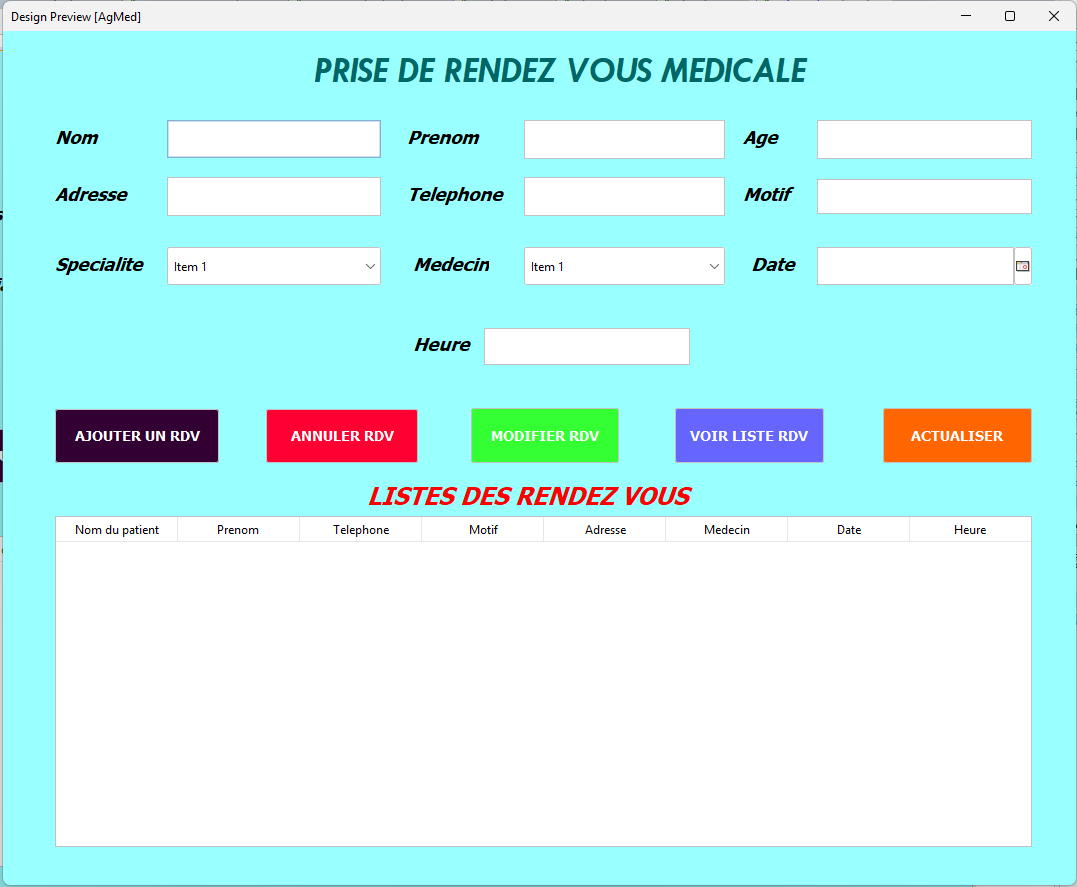 Design Preview [AgMed]
PRISE DE RENDEZ VOUS MEDICALE
Nom Prenom Age
Adresse Telephone Motif
Specialite Item 1 Medecin Item 1 Date
Heure
AJOUTER UN RDV ANNULER RDV MODIFIER RDV VOIR LISTE RDV ACTUALISER
LISTES DES RENDEZ VOUS
Nom du patient Prenom Telephone Motif Adresse Medecin Date Heure